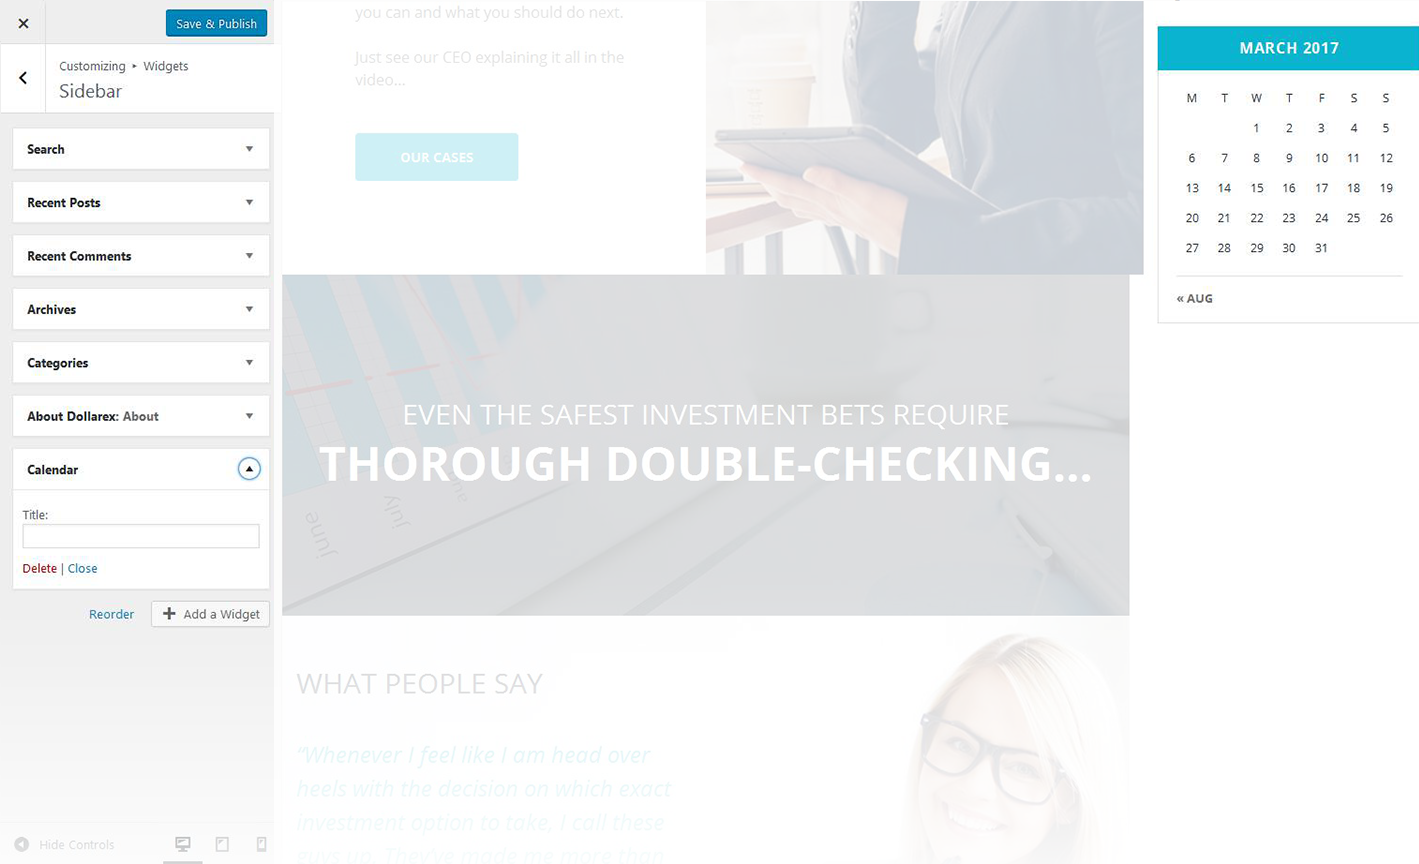 Save & Publish
Customizing ▸ Widgets
Sidebar
Search
Recent Posts
Recent Comments
Archives
Categories
About Dollarex: About
Calendar
Title:
Delete | Close
Reorder
Add a Widget
Hide Controls
you can and what you should do next.
Just see our CEO explaining it all in the
video...
OUR CASES
EVEN THE SAFEST INVESTMENT BETS REQUIRE
THOROUGH DOUBLE-CHECKING...
june
july
aug
WHAT PEOPLE SAY
"Whenever I feel like I am head over
heels with the decision on which exact
investment option to take, I call these
guys up. They've made me more than
MARCH 2017
M T W T F S S
1 2 3 4 5
6 7 8 9 10 11 12
13 14 15 16 17 18 19
20 21 22 23 24 25 26
27 28 29 30 31
« AUG